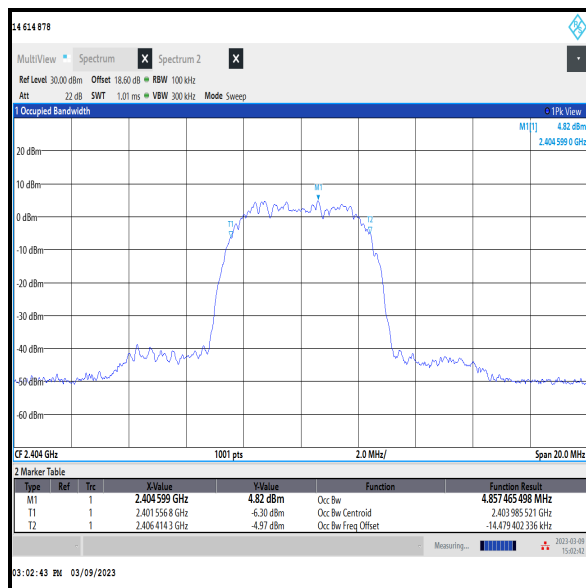 14 614 878
R S
MultiView Spectrum X Spectrum 2 X
Ref Level 30.00 dBm Offset 18.60 dB RBW 100 kHz
Att 22 dB SWT 1.01 ms VBW 300 kHz Mode Sweep
1 Occupied Bandwidth 1Pk View
M1[1] 4.82 dBm
2.404 599 0 GHz
20 dBm
10 dBm
M1
0 dBm
T1 T2
-10 dBm
-20 dBm
-30 dBm
-40 dBm
-50 dBm
-60 dBm
CF 2.404 GHz 1001 pts 2.0 MHz/ Span 20.0 MHz
2 Marker Table
Type Ref Trc X-Value Y-Value Function Function Result
M1 1 2.404 599 GHz 4.82 dBm Occ Bw 4.857 465 498 MHz
T1 1 2.401 556 8 GHz -6.30 dBm Occ Bw Centroid 2.403 985 521 GHz
T2 1 2.406 414 3 GHz -4.97 dBm Occ Bw Freq Offset -14.479 402 336 kHz
Measuring... 2023-03-09
15:02:42
03:02:43 PM 03/09/2023